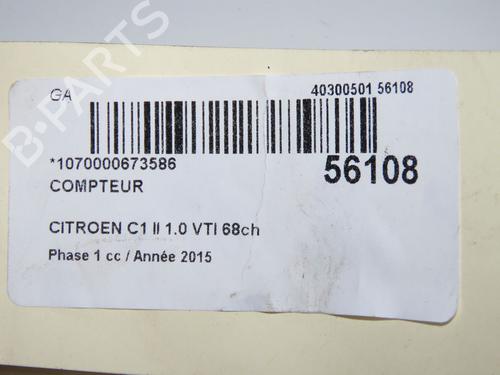 GA
40300501 56108
*1070000673586
56108
COMPTEUR
CITROEN C1 II 1.0 VTI 68ch
Phase 1 cc / Année 2015
B-PARTS